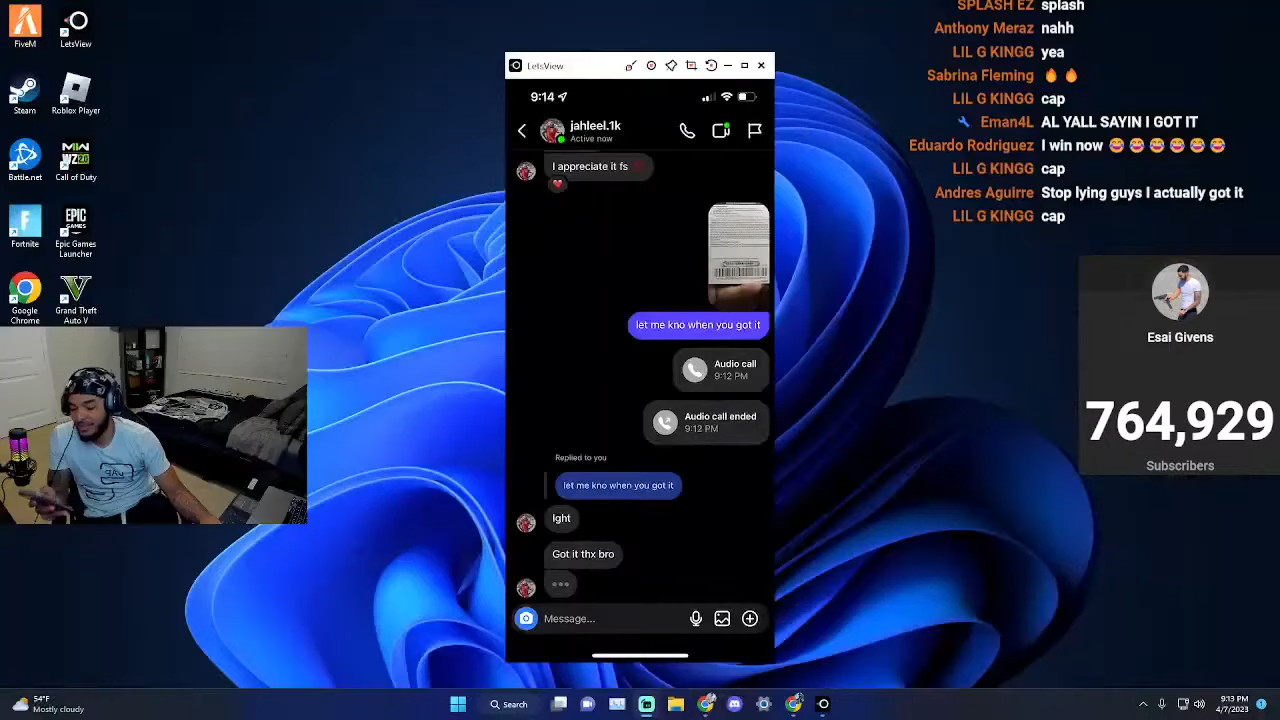 FiveM
LetsView
Steam
Roblox Player
Battle.net
Call of Duty
Fortnite
Epic Games
Launcher
Google
Chrome
Grand Theft
Auto V
LetsView
9:14
jahleel.1k
Active now
I appreciate it fs
let me kno when you got it
Audio call
9:12 PM
Audio call ended
9:12 PM
Replied to you
let me kno when you got it
Ight
Got it thx bro
Message...
SPLASH EZ splash
Anthony Meraz nahh
LIL G KINGG yea
Sabrina Fleming 🔥 🔥
LIL G KINGG cap
Eman4L AL YALL SAYIN I GOT IT
Eduardo Rodriguez I win now 😂 😂 😂 😂 😂 😂
LIL G KINGG cap
Andres Aguirre Stop lying guys I actually got it
LIL G KINGG cap
Esai Givens
764,929
Subscribers
54°F
Mostly cloudy
Search
9:13 PM
4/7/2023